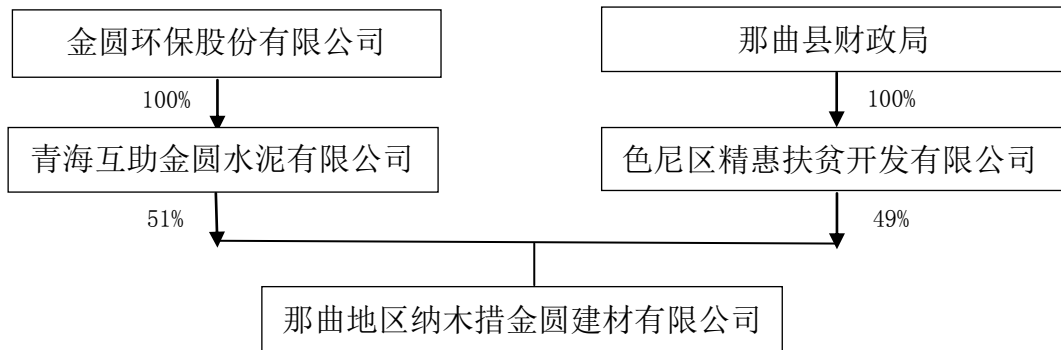 金圆环保股份有限公司
那曲县财政局
100%
100%
青海互助金圆水泥有限公司
色尼区精惠扶贫开发有限公司
51%
49%
那曲地区纳木措金圆建材有限公司